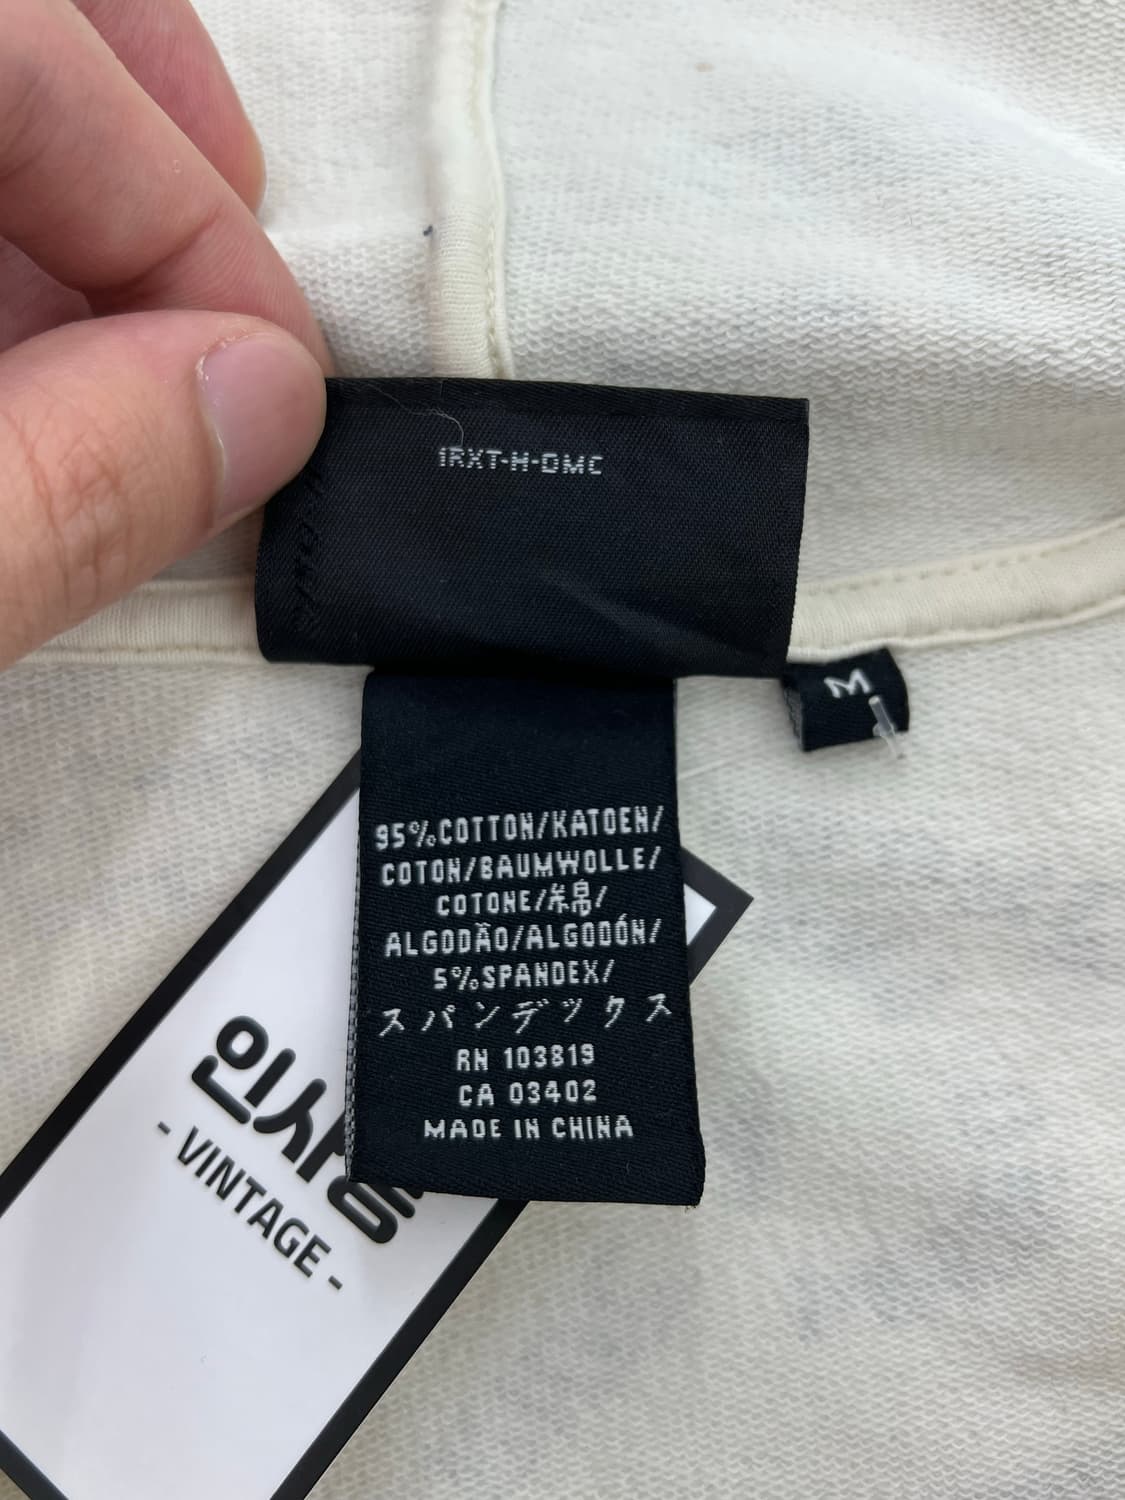 1RXT-H-DMC
M
95%COTTON/KATOEN/
COTON/BAUMWOLLE/
COTONE/綿/
ALGODÃO/ALGODÓN/
5%SPANDEX/
スパンデックス
RN 103819
CA 03402
MADE IN CHINA
인사동
- VINTAGE -